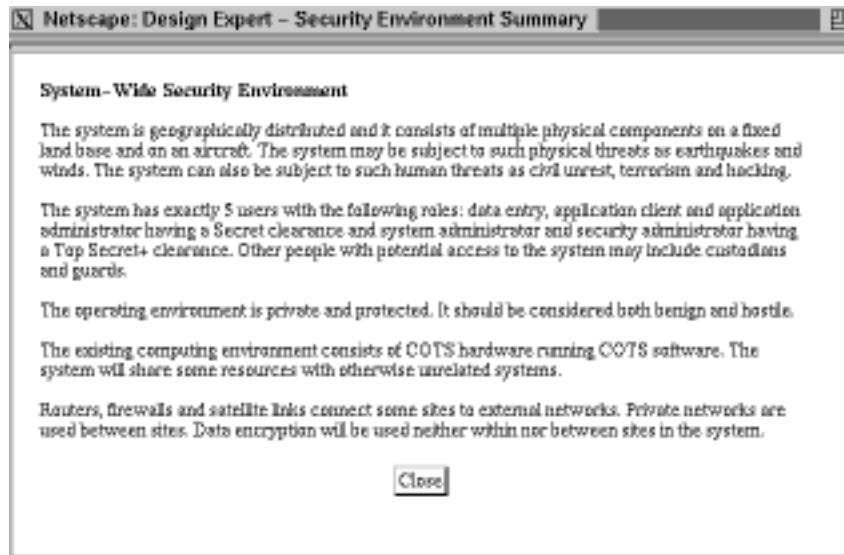 Netscape: Design Expert – Security Environment Summary
System–Wide Security Environment
The system is geographically distributed and it consists of multiple physical components on a fixed
land base and on an aircraft. The system may be subject to such physical threats as earthquakes and
winds. The system can also be subject to such human threats as civil unrest, terrorism and hacking.
The system has exactly 5 users with the following roles: data entry, application client and application
administrator having a Secret clearance and system administrator and security administrator having
a Top Secret+ clearance. Other people with potential access to the system may include custodians
and guards.
The operating environment is private and protected. It should be considered both benign and hostile.
The existing computing environment consists of COTS hardware running COTS software. The
system will share some resources with otherwise unrelated systems.
Routers, firewalls and satellite links connect some sites to external networks. Private networks are
used between sites. Data encryption will be used neither within nor between sites in the system.
Close